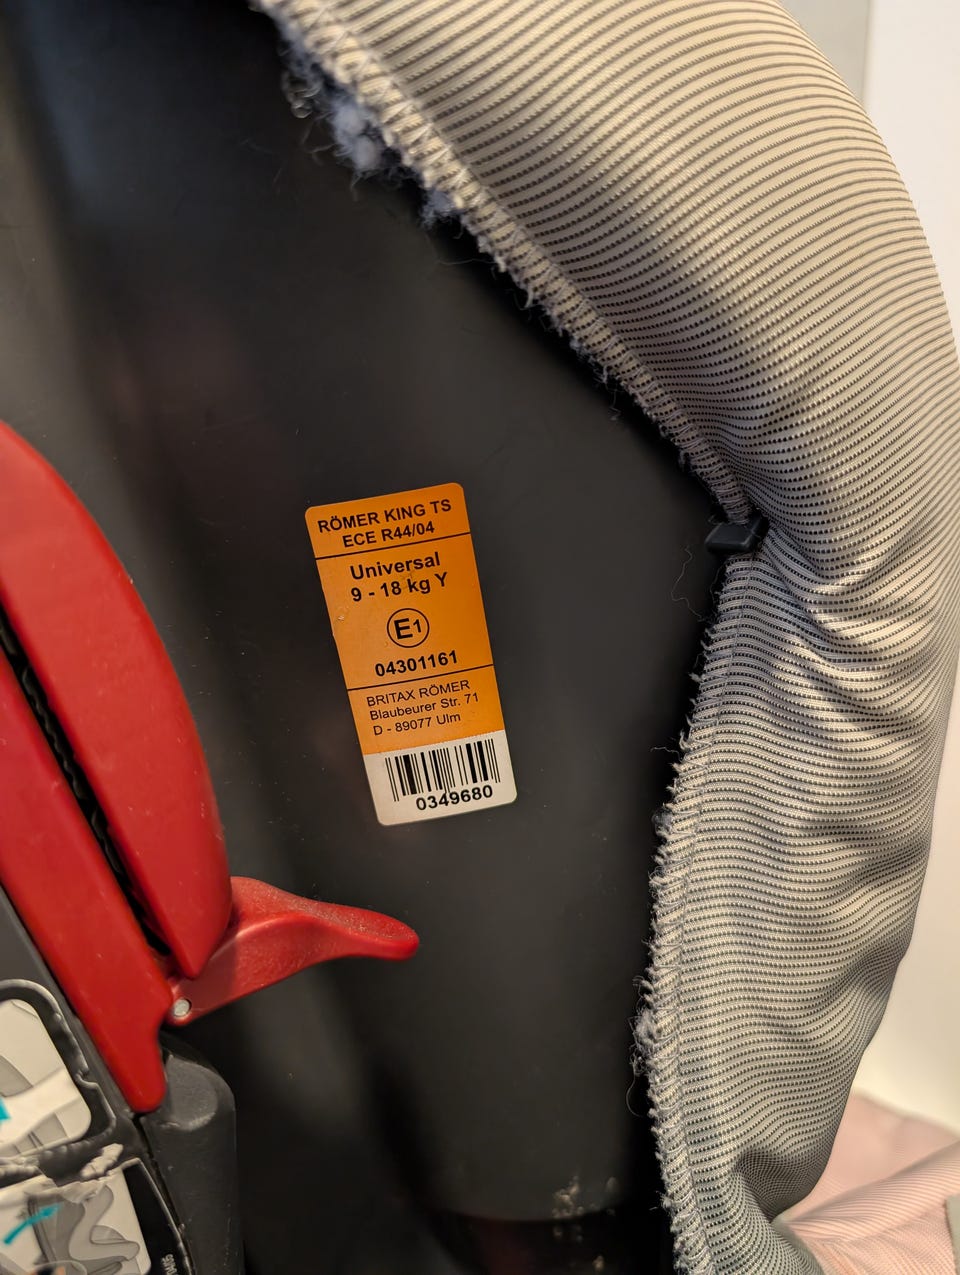 RÖMER KING TS
ECE R44/04
Universal
9 - 18 kg Y
E1
04301161
BRITAX RÖMER
Blaubeurer Str. 71
D - 89077 Ulm
0349680